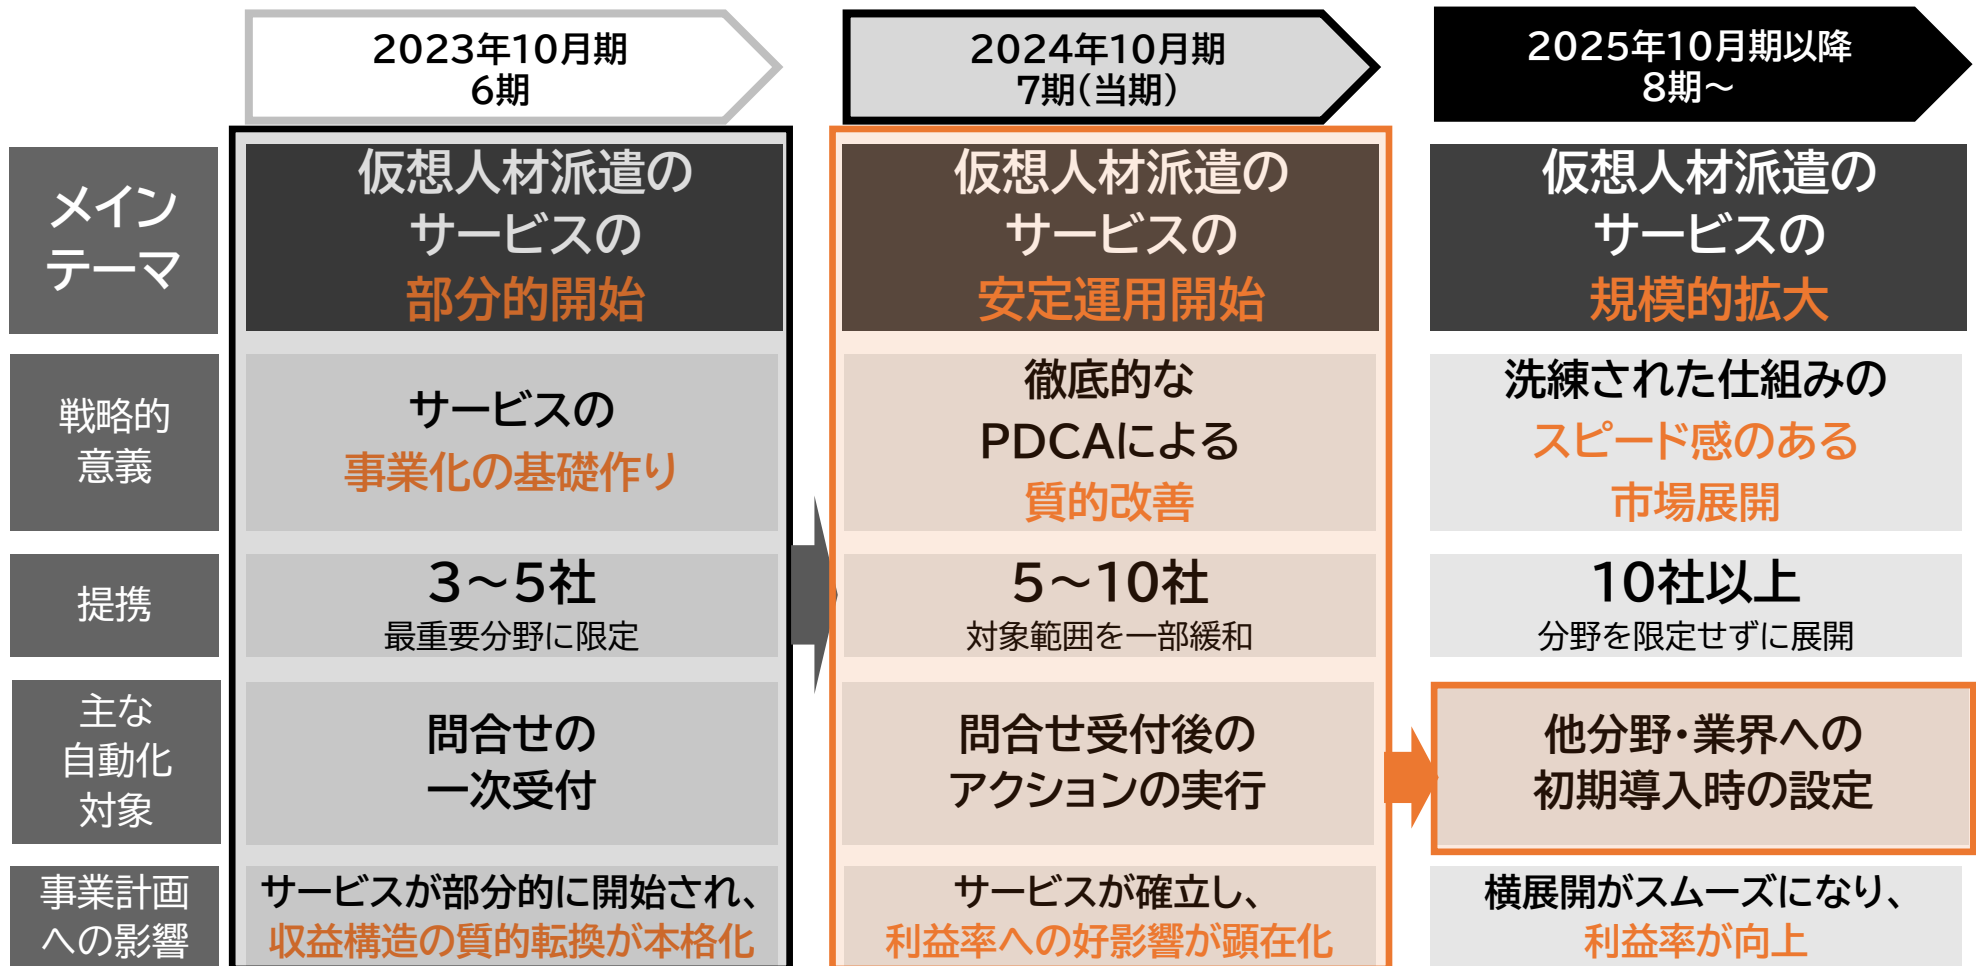 2023年10月期
6期
2024年10月期
7期(当期)
2025年10月期以降
8期～
メイン
テーマ
仮想人材派遣の
サービスの
部分的開始
仮想人材派遣の
サービスの
安定運用開始
仮想人材派遣の
サービスの
規模的拡大
戦略的
意義
サービスの
事業化の基礎作り
徹底的な
PDCAによる
質的改善
洗練された仕組みの
スピード感のある
市場展開
提携
3～5社
最重要分野に限定
5～10社
対象範囲を一部緩和
10社以上
分野を限定せずに展開
主な
自動化
対象
問合せの
一次受付
問合せ受付後の
アクションの実行
他分野・業界への
初期導入時の設定
事業計画
への影響
サービスが部分的に開始され、
収益構造の質的転換が本格化
サービスが確立し、
利益率への好影響が顕在化
横展開がスムーズになり、
利益率が向上